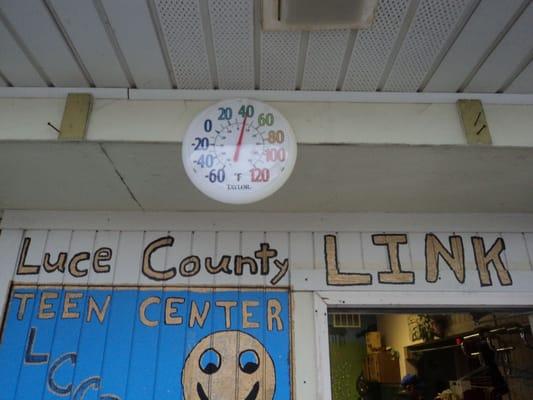 20 40 60
0 80
-20 100
-40 120
-60 °F
TAYLOR
Luce County LINK
TEEN CENTER